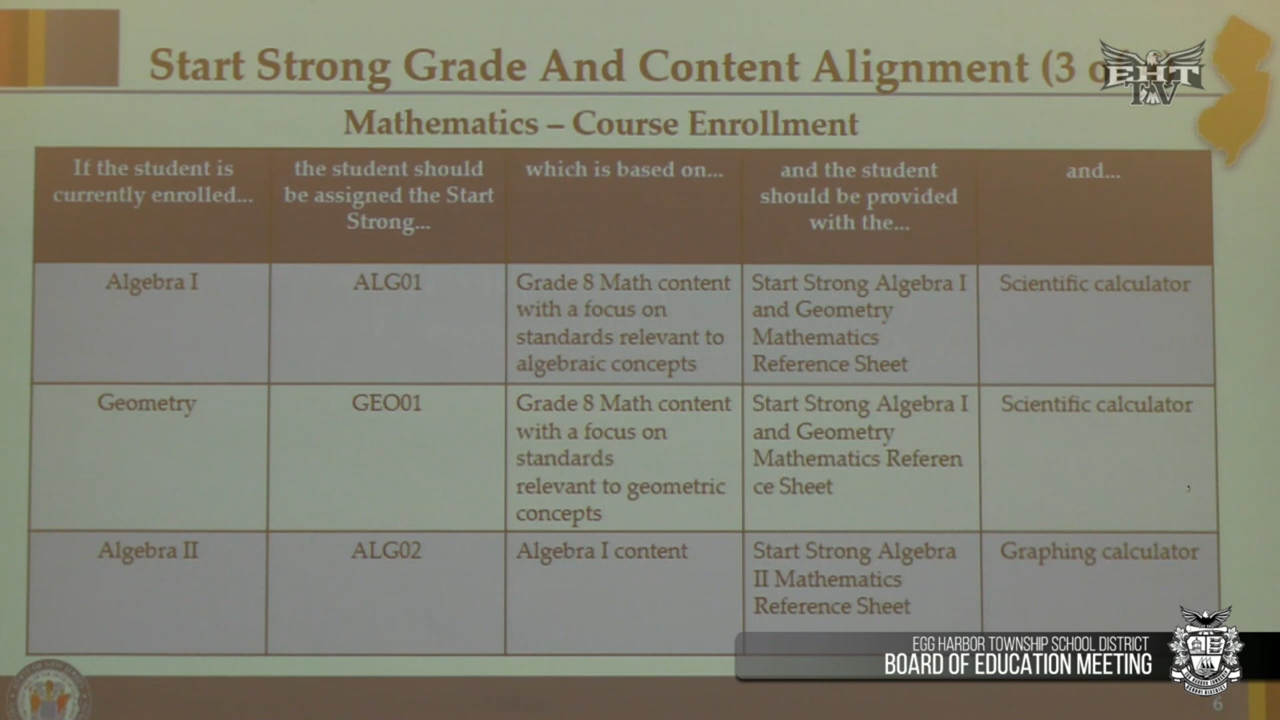 Start Strong Grade And Content Alignment (3
EHT
TV
Mathematics – Course Enrollment
If the student is
currently enrolled...
the student should
be assigned the Start
Strong...
which is based on...
and the student
should be provided
with the...
and...
Algebra I
ALG01
Grade 8 Math content
with a focus on
standards relevant to
algebraic concepts
Start Strong Algebra I
and Geometry
Mathematics
Reference Sheet
Scientific calculator
Geometry
GEO01
Grade 8 Math content
with a focus on
standards
relevant to geometric
concepts
Start Strong Algebra I
and Geometry
Mathematics Referen
ce Sheet
Scientific calculator
Algebra II
ALG02
Algebra I content
Start Strong Algebra
II Mathematics
Reference Sheet
Graphing calculator
EGG HARBOR TOWNSHIP SCHOOL DISTRICT
BOARD OF EDUCATION MEETING
6